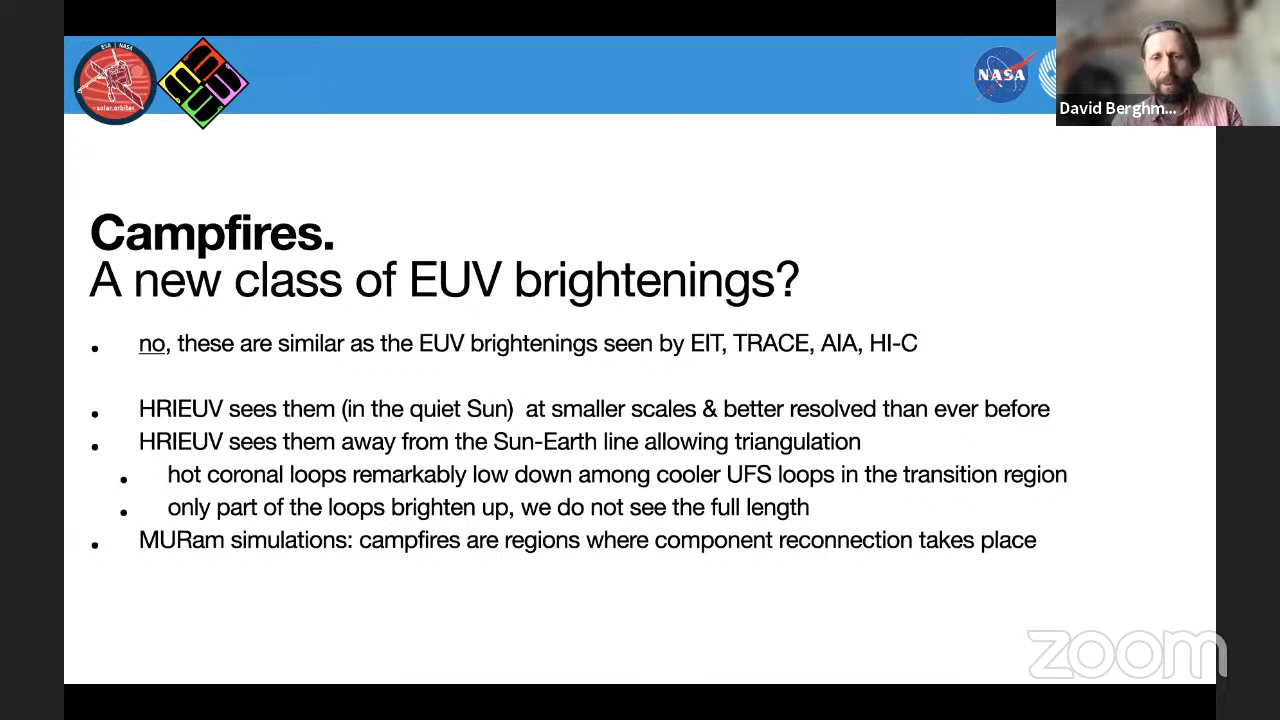 ESA | NASA
solar.orbiter.
NASA
David Berghm...
Campfires.
A new class of EUV brightenings?
• no, these are similar as the EUV brightenings seen by EIT, TRACE, AIA, HI-C
• HRIEUV sees them (in the quiet Sun) at smaller scales & better resolved than ever before
• HRIEUV sees them away from the Sun-Earth line allowing triangulation
• hot coronal loops remarkably low down among cooler UFS loops in the transition region
• only part of the loops brighten up, we do not see the full length
• MURam simulations: campfires are regions where component reconnection takes place
zoom